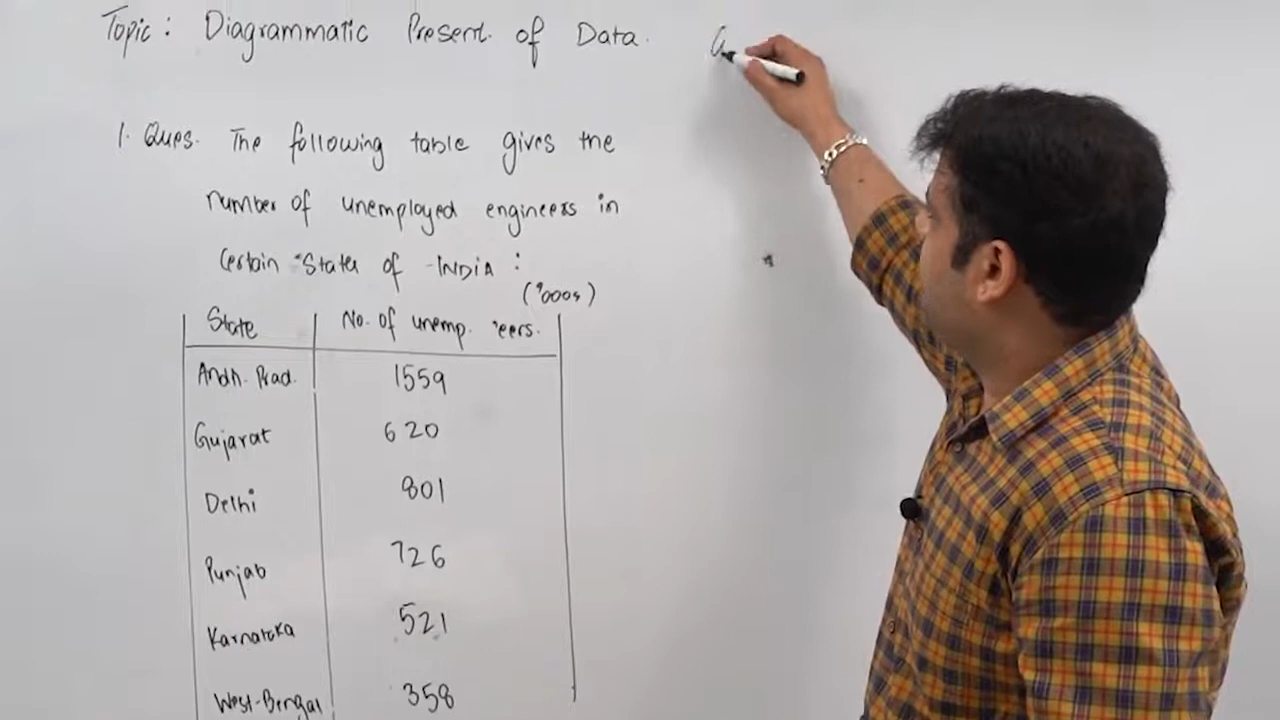 Topic: Diagrammatic Present. of Data.
1. Ques. The following table gives the
number of unemployed engineers in
Certain States of INDIA :
('000s)
State No. of unemp. 'eers.
Andh. Prad. 1559
Gujarat 620
Delhi 801
Punjab 726
Karnataka 521
West-Bengal 358